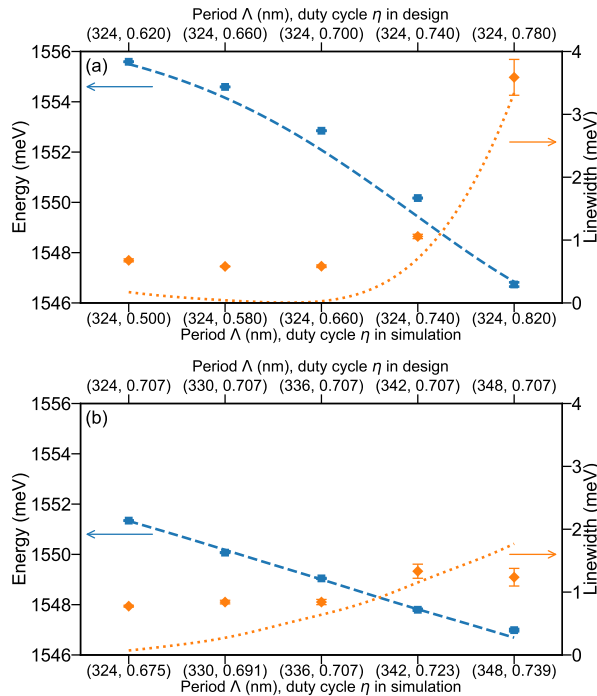 Period Λ (nm), duty cycle η in design
(324, 0.620) (324, 0.660) (324, 0.700) (324, 0.740) (324, 0.780)
(a)
1556
1554
1552
1550
1548
1546
Energy (meV)
4
3
2
1
0
Linewidth (meV)
(324, 0.500) (324, 0.580) (324, 0.660) (324, 0.740) (324, 0.820)
Period Λ (nm), duty cycle η in simulation
Period Λ (nm), duty cycle η in design
(324, 0.707) (330, 0.707) (336, 0.707) (342, 0.707) (348, 0.707)
(b)
1556
1554
1552
1550
1548
1546
Energy (meV)
4
3
2
1
0
Linewidth (meV)
(324, 0.675) (330, 0.691) (336, 0.707) (342, 0.723) (348, 0.739)
Period Λ (nm), duty cycle η in simulation